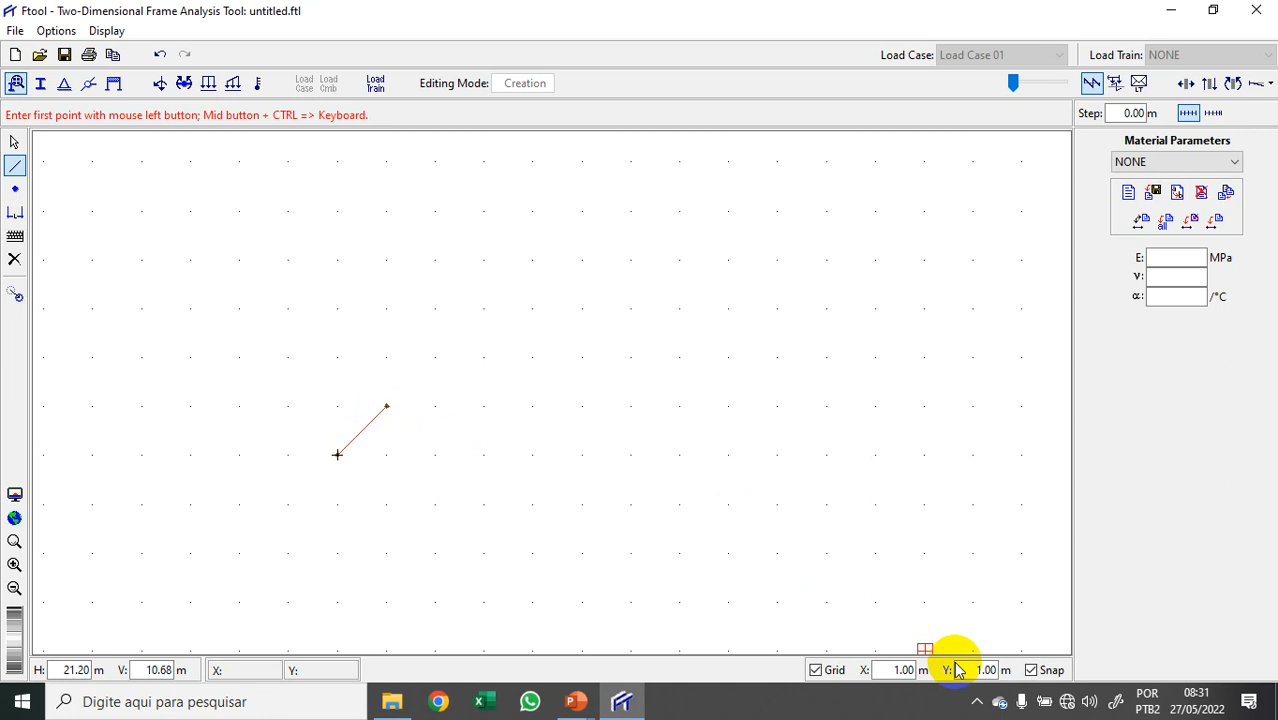 Ftool - Two-Dimensional Frame Analysis Tool: untitled.ftl
File Options Display
Load Case: Load Case 01 Load Train: NONE
Load Case Load Cmb Load Train Editing Mode: Creation LT
Enter first point with mouse left button; Mid button + CTRL => Keyboard. Step: 0.00 m
Material Parameters
NONE
all
E: MPa
ν:
α: /°C
H: 21.20 m V: 10.68 m X: Y: Grid X: 1.00 m Y: 1.00 m Snap
Digite aqui para pesquisar POR PTB2 08:31 27/05/2022